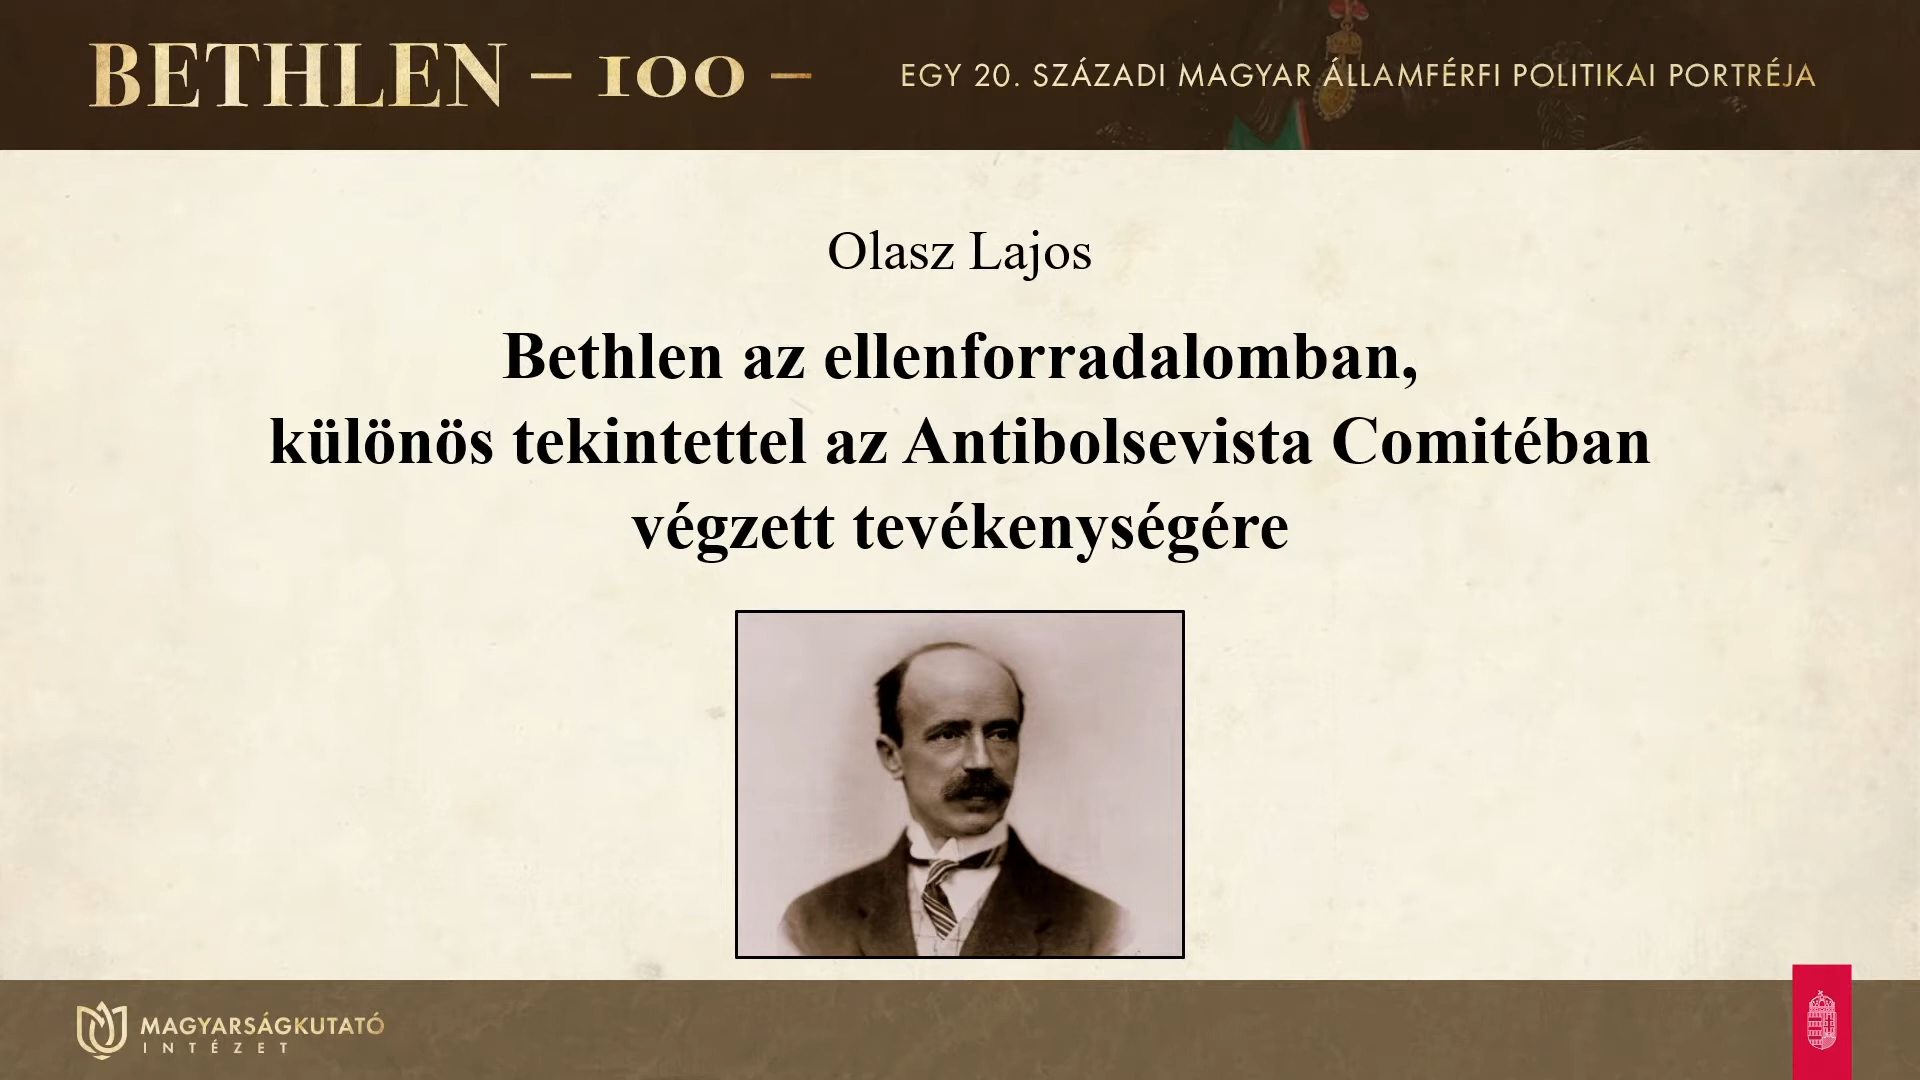 BETHLEN – 100 –
EGY 20. SZÁZADI MAGYAR ÁLLAMFÉRFI POLITIKAI PORTRÉJA
Olasz Lajos
Bethlen az ellenforradalomban,
különös tekintettel az Antibolsevista Comitéban
végzett tevékenységére
MAGYARSÁGKUTATÓ
INTÉZET